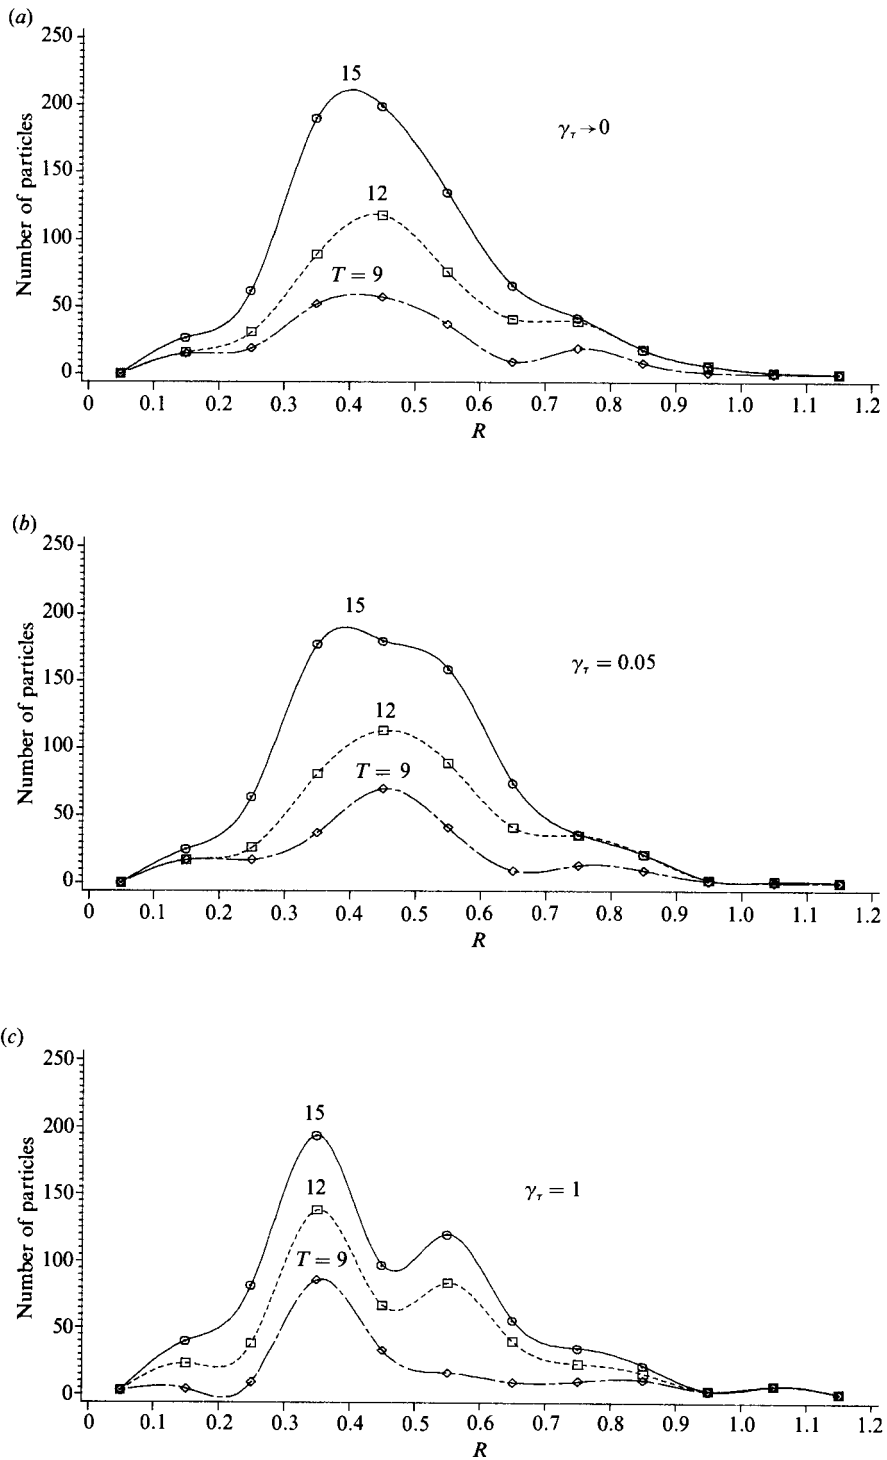 (a)
250
200
150
100
50
0
Number of particles
15
12
T = 9
γτ → 0
0 0.1 0.2 0.3 0.4 0.5 0.6 0.7 0.8 0.9 1.0 1.1 1.2
R
(b)
250
200
150
100
50
0
Number of particles
15
12
T = 9
γτ = 0.05
0 0.1 0.2 0.3 0.4 0.5 0.6 0.7 0.8 0.9 1.0 1.1 1.2
R
(c)
250
200
150
100
50
0
Number of particles
15
12
T = 9
γτ = 1
0 0.1 0.2 0.3 0.4 0.5 0.6 0.7 0.8 0.9 1.0 1.1 1.2
R